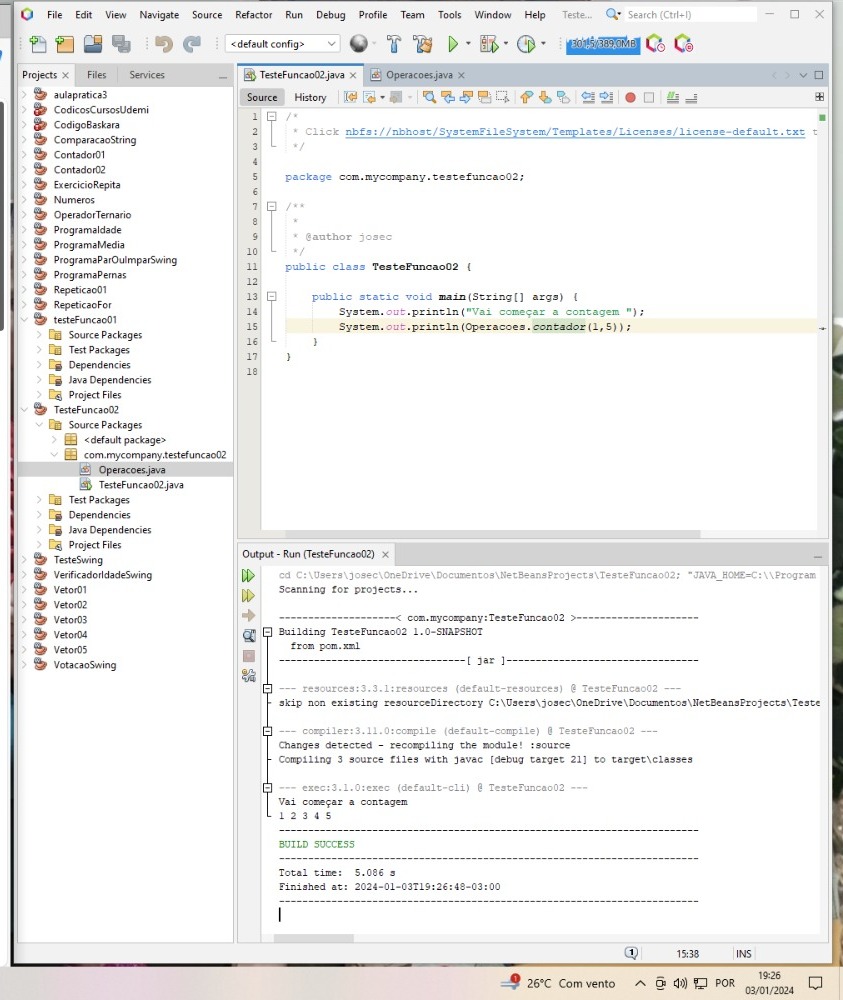 File Edit View Navigate Source Refactor Run Debug Profile Team Tools Window Help Teste... Search (Ctrl+I)
<default config> 301,5/389,0MB
Projects Files Services
aulapratica3
CodicosCursosUdemi
CodigoBaskara
ComparacaoString
Contador01
Contador02
ExercicioRepita
Numeros
OperadorTernario
ProgramaIdade
ProgramaMedia
ProgramaParOuImparSwing
ProgramaPernas
Repeticao01
RepeticaoFor
testeFuncao01
Source Packages
Test Packages
Dependencies
Java Dependencies
Project Files
TesteFuncao02
Source Packages
<default package>
com.mycompany.testefuncao02
Operacoes.java
TesteFuncao02.java
Test Packages
Dependencies
Java Dependencies
Project Files
TesteSwing
VerificadorIdadeSwing
Vetor01
Vetor02
Vetor03
Vetor04
Vetor05
VotacaoSwing
TesteFuncao02.java Operacoes.java
Source History
1 /*
2 * Click nbfs://nbhost/SystemFileSystem/Templates/Licenses/license-default.txt t
3 */
4
5 package com.mycompany.testefuncao02;
6
7 /**
8 *
9 * @author josec
10 */
11 public class TesteFuncao02 {
12
13 public static void main(String[] args) {
14 System.out.println("Vai começar a contagem ");
15 System.out.println(Operacoes.contador(1,5));
16 }
17 }
18
Output - Run (TesteFuncao02)
cd C:\Users\josec\OneDrive\Documentos\NetBeansProjects\TesteFuncao02; "JAVA_HOME=C:\\Program
Scanning for projects...
--------------------< com.mycompany:TesteFuncao02 >---------------------
Building TesteFuncao02 1.0-SNAPSHOT
from pom.xml
--------------------------------[ jar ]---------------------------------
--- resources:3.3.1:resources (default-resources) @ TesteFuncao02 ---
skip non existing resourceDirectory C:\Users\josec\OneDrive\Documentos\NetBeansProjects\Teste
--- compiler:3.11.0:compile (default-compile) @ TesteFuncao02 ---
Changes detected - recompiling the module! :source
Compiling 3 source files with javac [debug target 21] to target\classes
--- exec:3.1.0:exec (default-cli) @ TesteFuncao02 ---
Vai começar a contagem
1 2 3 4 5
------------------------------------------------------------------------
BUILD SUCCESS
------------------------------------------------------------------------
Total time:  5.086 s
Finished at: 2024-01-03T19:26:48-03:00
------------------------------------------------------------------------
1 15:38 INS
1 26°C Com vento POR 19:26
03/01/2024